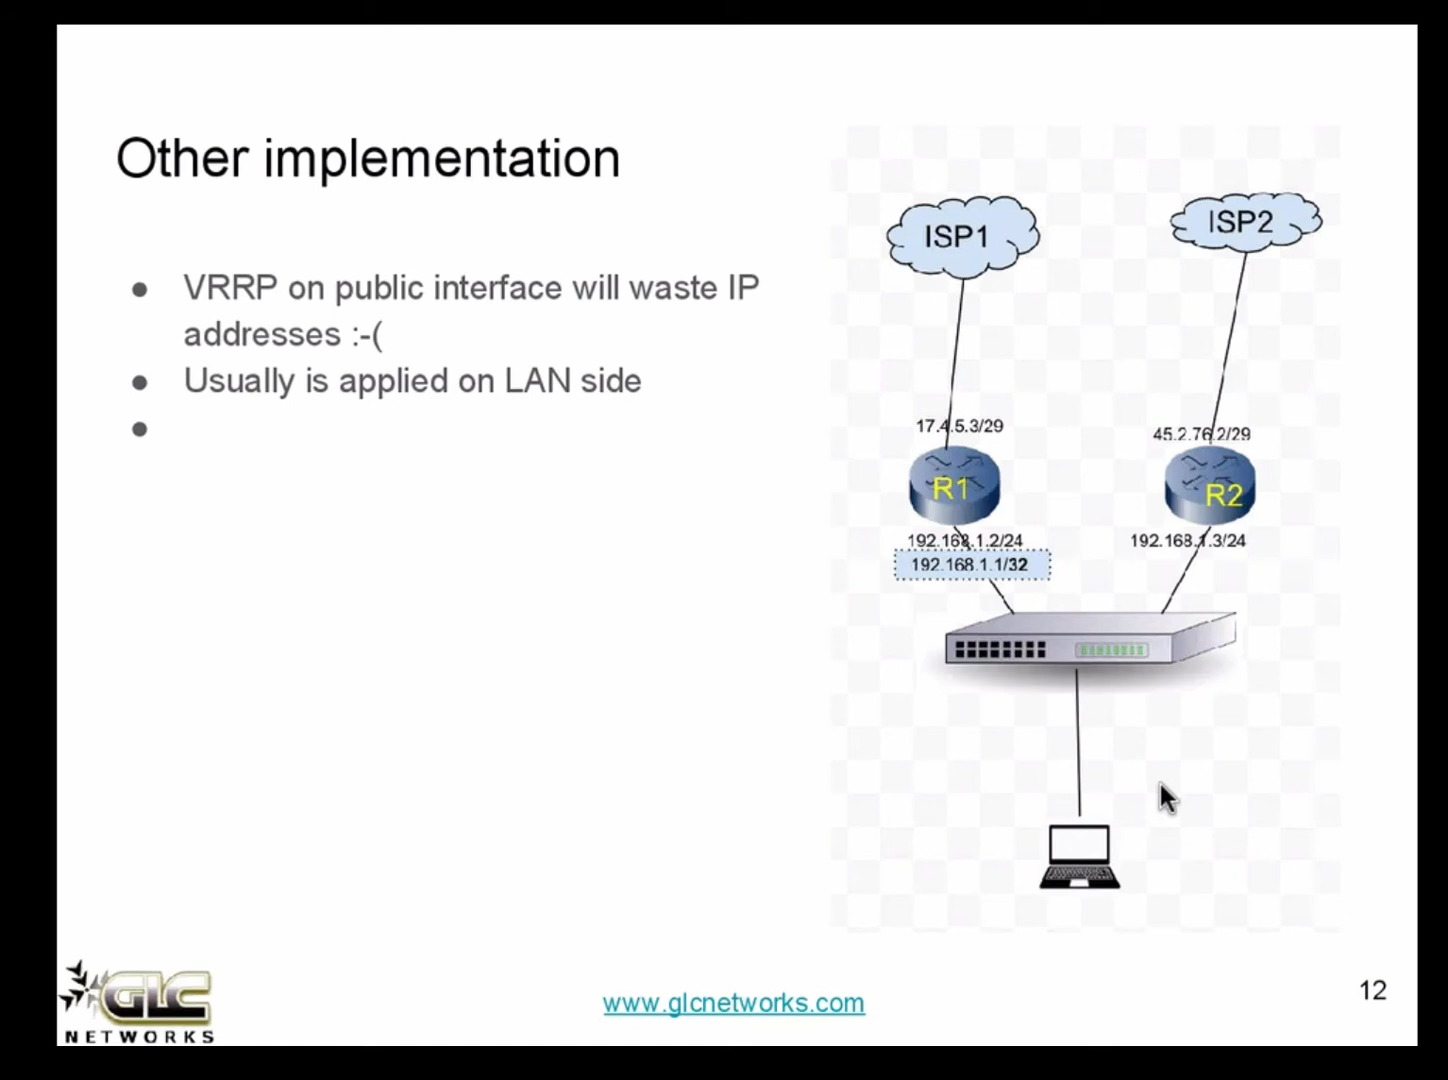 Other implementation
● VRRP on public interface will waste IP
addresses :-(
● Usually is applied on LAN side
●
ISP1
ISP2
17.4.5.3/29
45.2.76.2/29
R1
R2
192.168.1.2/24
192.168.1.3/24
192.168.1.1/32
GLC
NETWORKS
www.glcnetworks.com
12